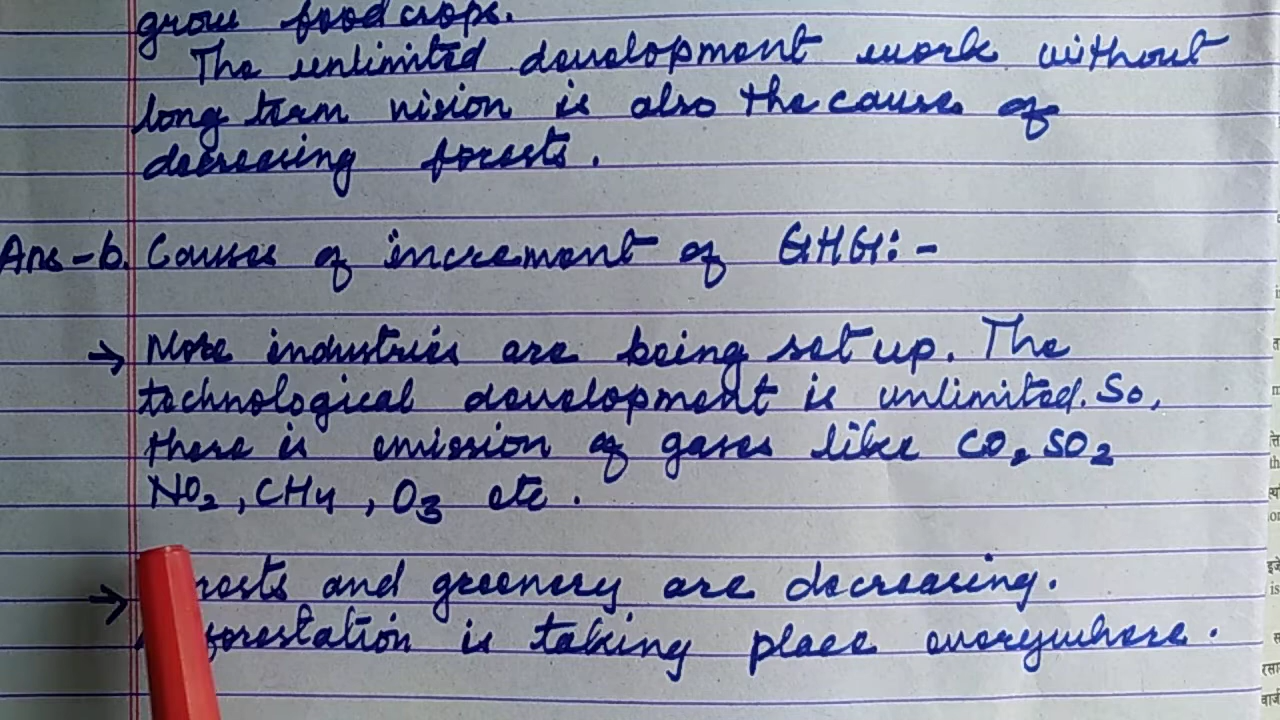 grow food crops.
The unlimited development work without
long term vision is also the cause of
decreasing forests.
Ans-b. Causes of increment of GHG:-
→ More industries are being set up. The
technological development is unlimited. So,
there is emission of gases like CO₂ SO₂
NO₂, CH4, O₃ etc.
→ and greenery are decreasing.
is taking place everywhere.